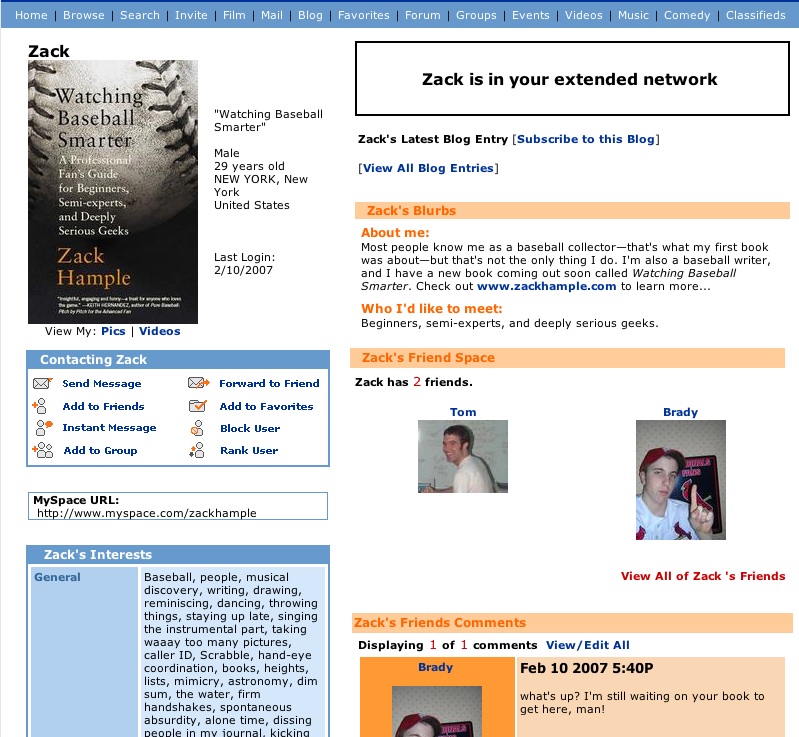 Home | Browse | Search | Invite | Film | Mail | Blog | Favorites | Forum | Groups | Events | Videos | Music | Comedy | Classifieds
Zack
Watching
Baseball
Smarter
A Professional
Fan's Guide
for Beginners,
Semi-experts,
and Deeply
Serious Geeks
Zack
Hample
"Insightful, engaging and funny—a treat for anyone who loves
the game." —KEITH HERNANDEZ, author of Pure Baseball:
Pitch by Pitch for the Advanced Fan
"Watching Baseball
Smarter"
Male
29 years old
NEW YORK, New
York
United States
Last Login:
2/10/2007
View My: Pics | Videos
Contacting Zack
Send Message
Forward to Friend
Add to Friends
Add to Favorites
Instant Message
Block User
Add to Group
Rank User
MySpace URL:
http://www.myspace.com/zackhample
Zack's Interests
General
Baseball, people, musical
discovery, writing, drawing,
reminiscing, dancing, throwing
things, staying up late, singing
the instrumental part, taking
waaay too many pictures,
caller ID, Scrabble, hand-eye
coordination, books, heights,
lists, mimicry, astronomy, dim
sum, the water, firm
handshakes, spontaneous
absurdity, alone time, dissing
people in my journal, kicking
Zack is in your extended network
Zack's Latest Blog Entry [Subscribe to this Blog]
[View All Blog Entries]
Zack's Blurbs
About me:
Most people know me as a baseball collector—that's what my first book
was about—but that's not the only thing I do. I'm also a baseball writer,
and I have a new book coming out soon called Watching Baseball
Smarter. Check out www.zackhample.com to learn more...
Who I'd like to meet:
Beginners, semi-experts, and deeply serious geeks.
Zack's Friend Space
Zack has 2 friends.
Tom
Brady
View All of Zack 's Friends
Zack's Friends Comments
Displaying 1 of 1 comments View/Edit All
Brady
Feb 10 2007 5:40P
what's up? I'm still waiting on your book to
get here, man!